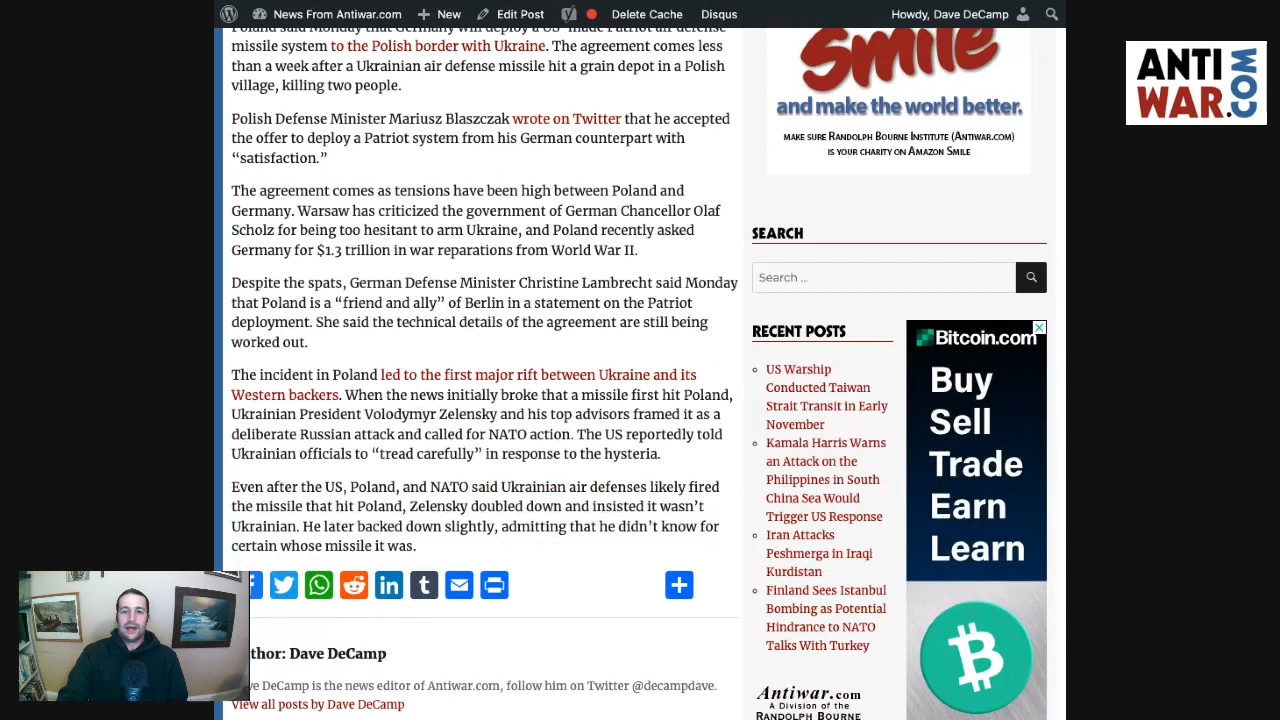 News From Antiwar.com
New
Edit Post
Delete Cache
Disqus
Howdy, Dave DeCamp
Poland said Monday that Germany will deploy a US-made Patriot air defense
missile system to the Polish border with Ukraine. The agreement comes less
than a week after a Ukrainian air defense missile hit a grain depot in a Polish
village, killing two people.
Polish Defense Minister Mariusz Blaszczak wrote on Twitter that he accepted
the offer to deploy a Patriot system from his German counterpart with
“satisfaction.”
The agreement comes as tensions have been high between Poland and
Germany. Warsaw has criticized the government of German Chancellor Olaf
Scholz for being too hesitant to arm Ukraine, and Poland recently asked
Germany for $1.3 trillion in war reparations from World War II.
Despite the spats, German Defense Minister Christine Lambrecht said Monday
that Poland is a “friend and ally” of Berlin in a statement on the Patriot
deployment. She said the technical details of the agreement are still being
worked out.
The incident in Poland led to the first major rift between Ukraine and its
Western backers. When the news initially broke that a missile first hit Poland,
Ukrainian President Volodymyr Zelensky and his top advisors framed it as a
deliberate Russian attack and called for NATO action. The US reportedly told
Ukrainian officials to “tread carefully” in response to the hysteria.
Even after the US, Poland, and NATO said Ukrainian air defenses likely fired
the missile that hit Poland, Zelensky doubled down and insisted it wasn’t
Ukrainian. He later backed down slightly, admitting that he didn’t know for
certain whose missile it was.
thor: Dave DeCamp
ve DeCamp is the news editor of Antiwar.com, follow him on Twitter @decampdave.
View all posts by Dave DeCamp
Smile
and make the world better.
MAKE SURE RANDOLPH BOURNE INSTITUTE (ANTIWAR.COM)
IS YOUR CHARITY ON AMAZON SMILE
SEARCH
Search ...
RECENT POSTS
US Warship
Conducted Taiwan
Strait Transit in Early
November
Kamala Harris Warns
an Attack on the
Philippines in South
China Sea Would
Trigger US Response
Iran Attacks
Peshmerga in Iraqi
Kurdistan
Finland Sees Istanbul
Bombing as Potential
Hindrance to NATO
Talks With Turkey
Antiwar.com
A DIVISION OF THE
RANDOLPH BOURNE
Bitcoin.com
Buy
Sell
Trade
Earn
Learn
ANTI
WAR.COM